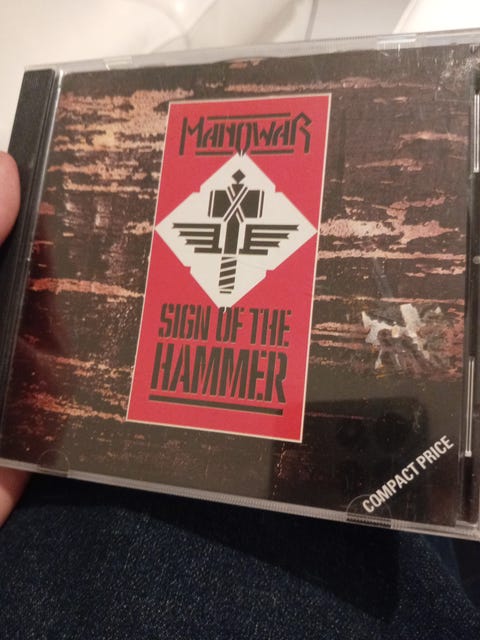 MANOWAR
SIGN OF THE
HAMMER
COMPACT PRICE